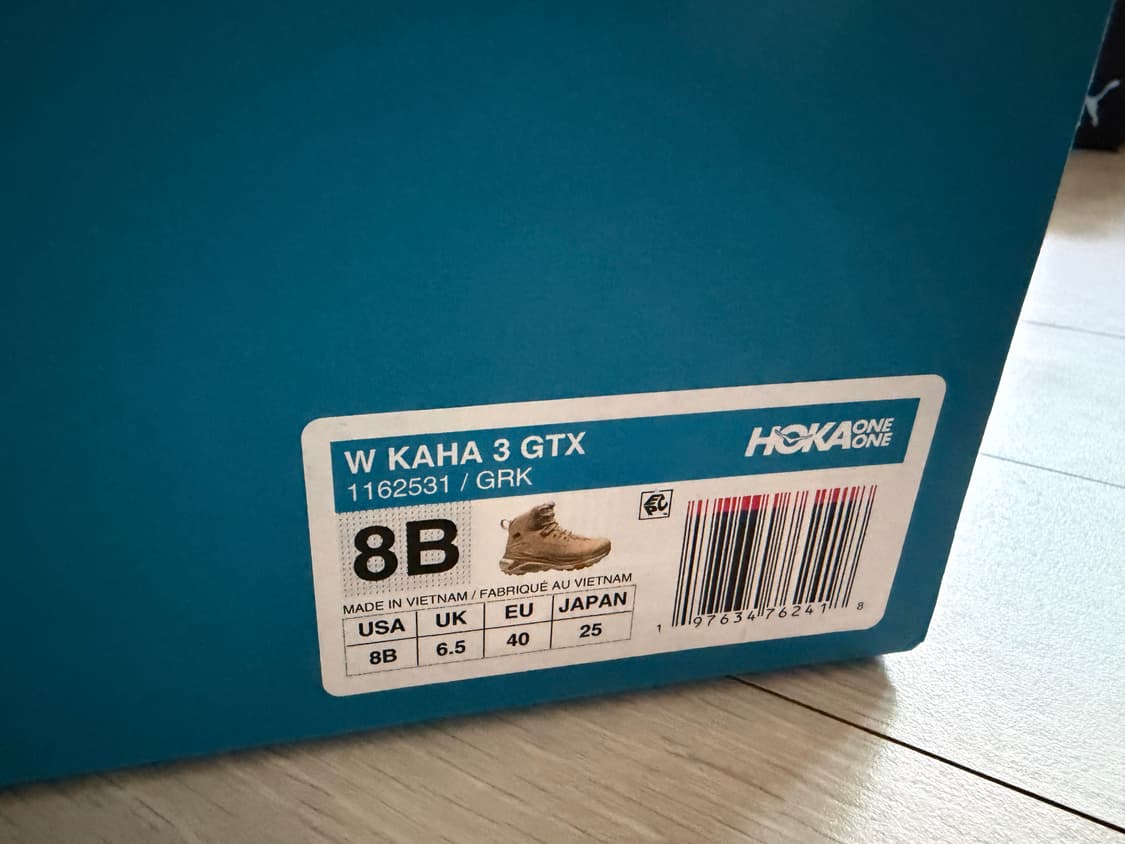 W KAHA 3 GTX
1162531 / GRK
HOKA ONE ONE
8B
MADE IN VIETNAM / FABRIQUÉ AU VIETNAM
USA UK EU JAPAN
8B 6.5 40 25
1 97634 76241 8